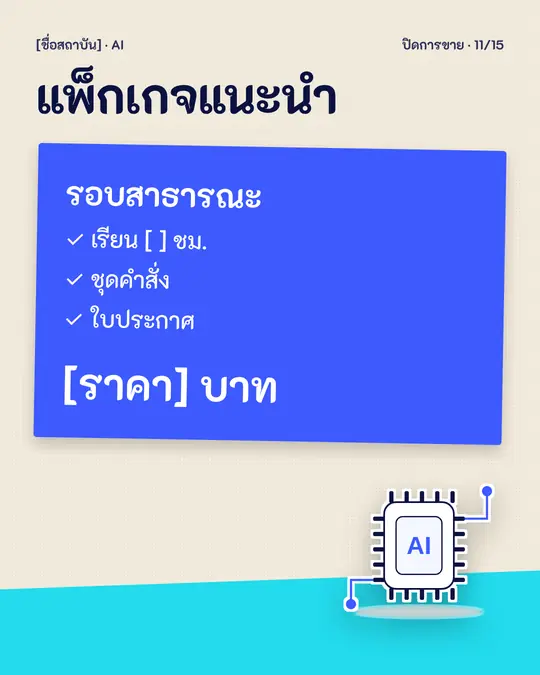 [ชื่อสถาบัน] · AI
ปิดการขาย · 11/15
แพ็กเกจแนะนำ
รอบสาธารณะ
✓ เรียน [ ] ชม.
✓ ชุดคำสั่ง
✓ ใบประกาศ
[ราคา] บาท
AI